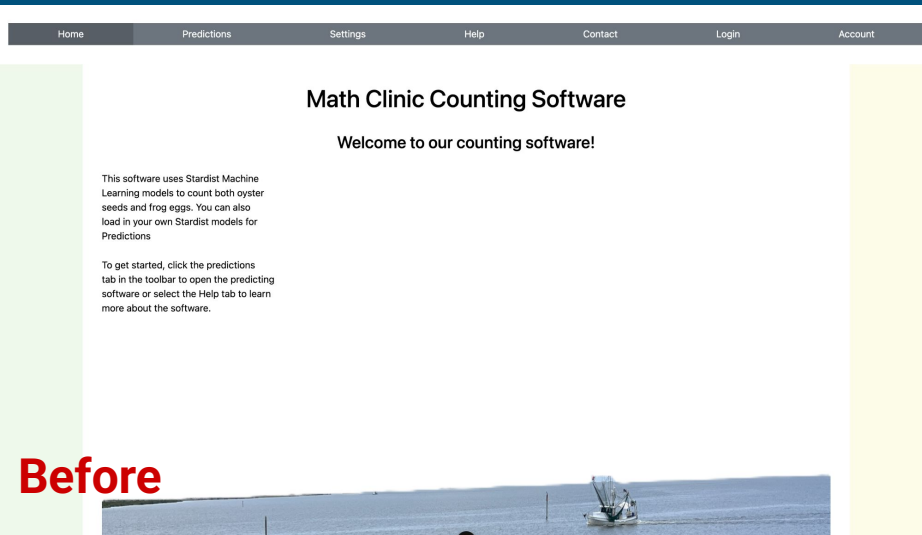 Home Predictions Settings Help Contact Login Account
Math Clinic Counting Software
Welcome to our counting software!
This software uses Stardist Machine
Learning models to count both oyster
seeds and frog eggs. You can also
load in your own Stardist models for
Predictions
To get started, click the predictions
tab in the toolbar to open the predicting
software or select the Help tab to learn
more about the software.
Before